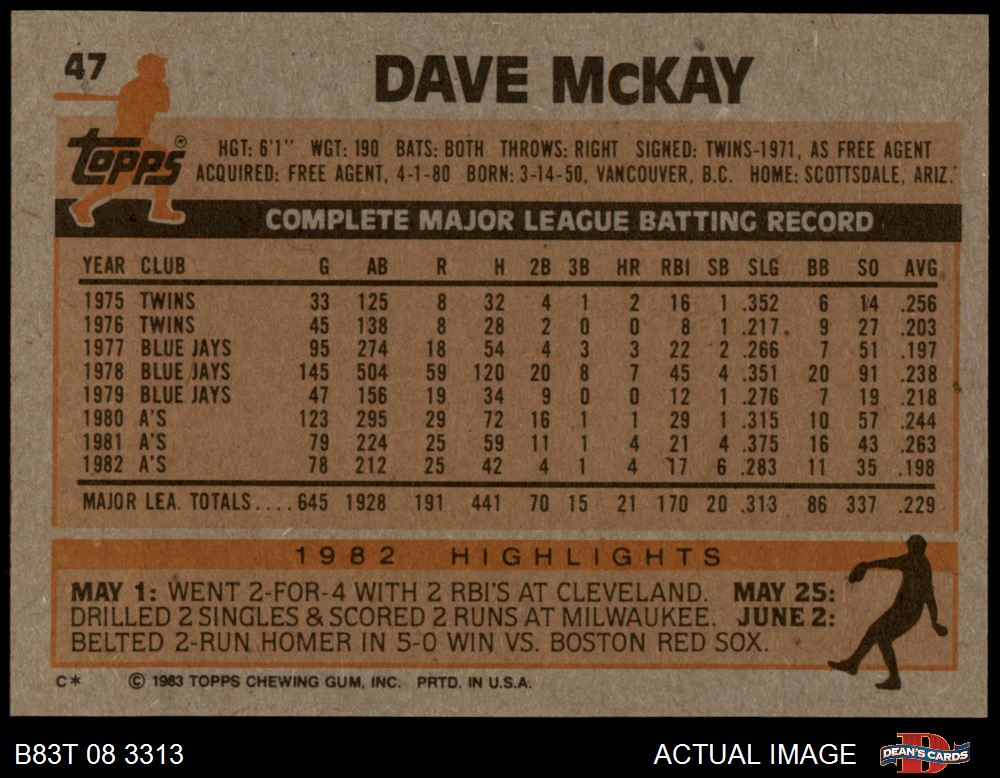 47
DAVE McKAY
topps®
HGT: 6'1" WGT: 190 BATS: BOTH THROWS: RIGHT SIGNED: TWINS-1971, AS FREE AGENT
ACQUIRED: FREE AGENT, 4-1-80 BORN: 3-14-50, VANCOUVER, B.C. HOME: SCOTTSDALE, ARIZ.
COMPLETE MAJOR LEAGUE BATTING RECORD
YEAR CLUB G AB R H 2B 3B HR RBI SB SLG BB SO AVG
1975 TWINS 33 125 8 32 4 1 2 16 1 .352 6 14 .256
1976 TWINS 45 138 8 28 2 0 0 8 1 .217 9 27 .203
1977 BLUE JAYS 95 274 18 54 4 3 3 22 2 .266 7 51 .197
1978 BLUE JAYS 145 504 59 120 20 8 7 45 4 .351 20 91 .238
1979 BLUE JAYS 47 156 19 34 9 0 0 12 1 .276 7 19 .218
1980 A'S 123 295 29 72 16 1 1 29 1 .315 10 57 .244
1981 A'S 79 224 25 59 11 1 4 21 4 .375 16 43 .263
1982 A'S 78 212 25 42 4 1 4 17 6 .283 11 35 .198
MAJOR LEA. TOTALS.... 645 1928 191 441 70 15 21 170 20 .313 86 337 .229
1982 HIGHLIGHTS
MAY 1: WENT 2-FOR-4 WITH 2 RBI'S AT CLEVELAND. MAY 25:
DRILLED 2 SINGLES & SCORED 2 RUNS AT MILWAUKEE. JUNE 2:
BELTED 2-RUN HOMER IN 5-0 WIN VS. BOSTON RED SOX.
C* © 1983 TOPPS CHEWING GUM, INC. PRTD. IN U.S.A.
B83T 08 3313 ACTUAL IMAGE DEAN'S CARDS